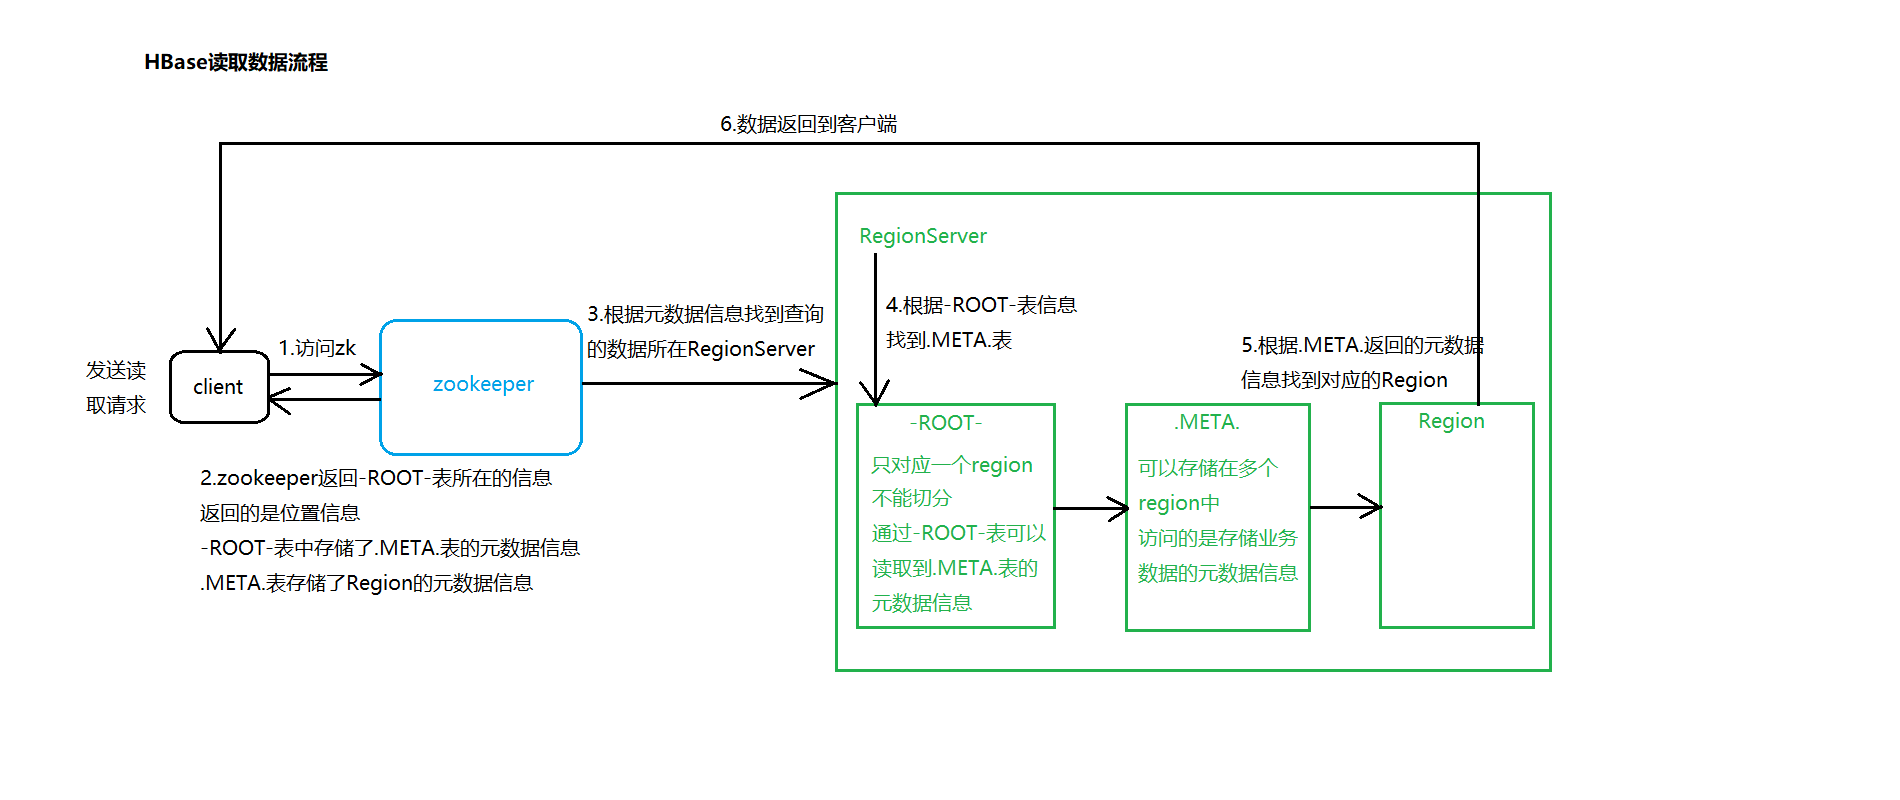 HBase读取数据流程
6.数据返回到客户端
RegionServer
4.根据-ROOT-表信息
找到.META.表
3.根据元数据信息找到查询
的数据所在RegionServer
5.根据.META.返回的元数据
信息找到对应的Region
1.访问zk
发送读
取请求
client
zookeeper
2.zookeeper返回-ROOT-表所在的信息
返回的是位置信息
-ROOT-表中存储了.META.表的元数据信息
.META.表存储了Region的元数据信息
-ROOT-
只对应一个region
不能切分
通过-ROOT-表可以
读取到.META.表的
元数据信息
.META.
可以存储在多个
region中
访问的是存储业务
数据的元数据信息
Region